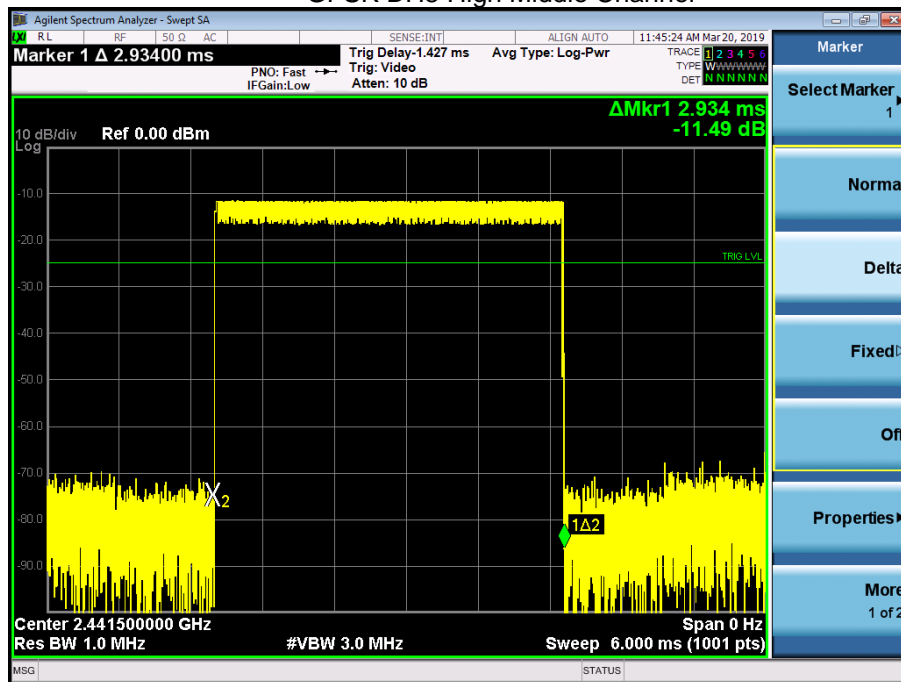 Agilent Spectrum Analyzer - Swept SA
LXI RL RF 50 Ω AC SENSE:INT ALIGN AUTO 11:45:24 AM Mar 20, 2019
Marker 1 Δ 2.93400 ms
Trig Delay-1.427 ms Avg Type: Log-Pwr TRACE 1 2 3 4 5 6
PNO: Fast Trig: Video TYPE WWWWWW
IFGain:Low Atten: 10 dB DET N N N N N N
Marker
Select Marker
1
Norma
Delta
Fixed
Off
Properties
More
1 of 2
ΔMkr1 2.934 ms
-11.49 dB
10 dB/div Ref 0.00 dBm
Log
-10.0
-20.0
TRIG LVL
-30.0
-40.0
-50.0
-60.0
-70.0
X2
-80.0
1Δ2
-90.0
Center 2.441500000 GHz Span 0 Hz
Res BW 1.0 MHz #VBW 3.0 MHz Sweep 6.000 ms (1001 pts)
MSG STATUS